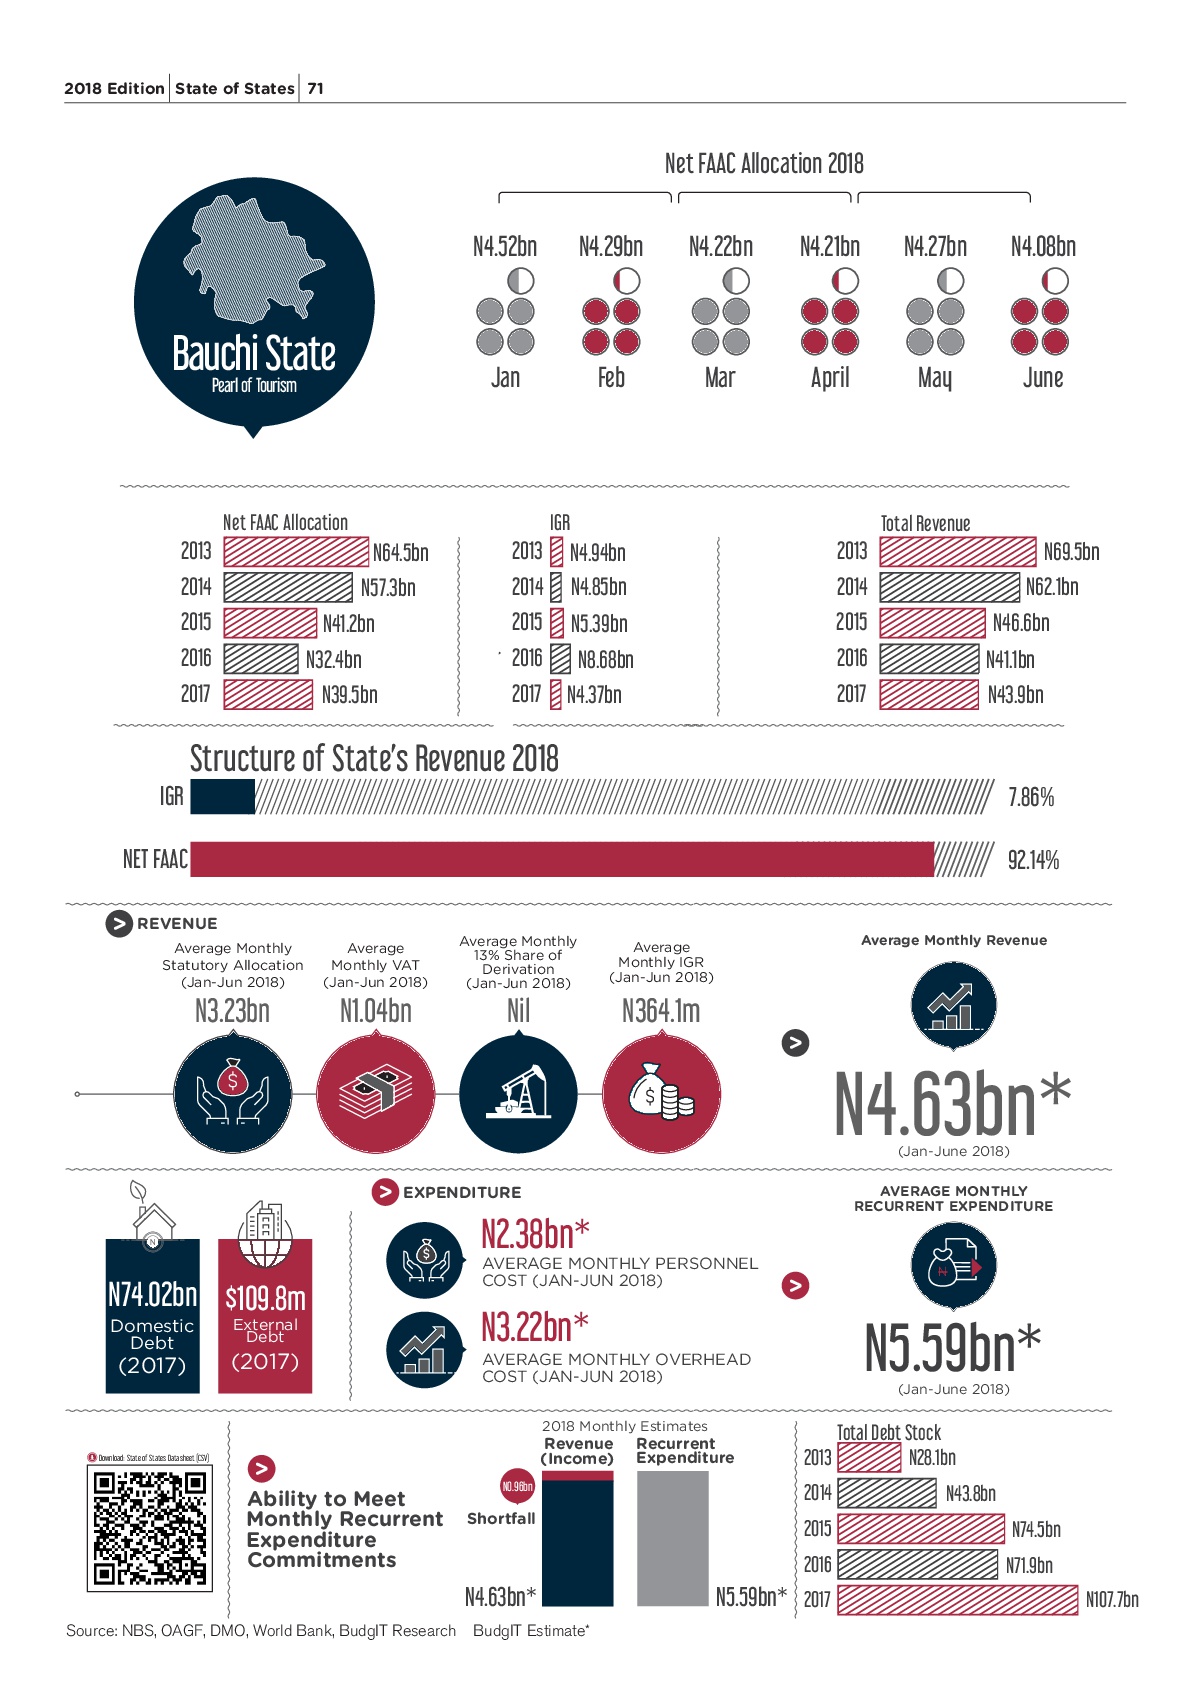 2018 Edition | State of States | 71
Net FAAC Allocation 2018
N4.52bn N4.29bn N4.22bn N4.21bn N4.27bn N4.08bn
Jan Feb Mar April May June
Bauchi State
Pearl of Tourism
Net FAAC Allocation
2013 N64.5bn
2014 N57.3bn
2015 N41.2bn
2016 N32.4bn
2017 N39.5bn
IGR
2013 N4.94bn
2014 N4.85bn
2015 N5.39bn
2016 N8.68bn
2017 N4.37bn
Total Revenue
2013 N69.5bn
2014 N62.1bn
2015 N46.6bn
2016 N41.1bn
2017 N43.9bn
Structure of State's Revenue 2018
IGR 7.86%
NET FAAC 92.14%
> REVENUE
Average Monthly
Statutory Allocation
(Jan-Jun 2018)
N3.23bn
Average
Monthly VAT
(Jan-Jun 2018)
N1.04bn
Average Monthly
13% Share of
Derivation
(Jan-Jun 2018)
Nil
Average
Monthly IGR
(Jan-Jun 2018)
N364.1m
>
Average Monthly Revenue
N4.63bn*
(Jan-June 2018)
N74.02bn
Domestic
Debt
(2017)
$109.8m
External
Debt
(2017)
> EXPENDITURE
N2.38bn*
AVERAGE MONTHLY PERSONNEL
COST (JAN-JUN 2018)
N3.22bn*
AVERAGE MONTHLY OVERHEAD
COST (JAN-JUN 2018)
>
AVERAGE MONTHLY
RECURRENT EXPENDITURE
N5.59bn*
(Jan-June 2018)
Download: State of States Datasheet (CSV)
>
Ability to Meet
Monthly Recurrent
Expenditure
Commitments
2018 Monthly Estimates
Revenue
(Income)
Recurrent
Expenditure
N0.96bn
Shortfall
N4.63bn*
N5.59bn*
Total Debt Stock
2013 N28.1bn
2014 N43.8bn
2015 N74.5bn
2016 N71.9bn
2017 N107.7bn
Source: NBS, OAGF, DMO, World Bank, BudgIT Research BudgIT Estimate*